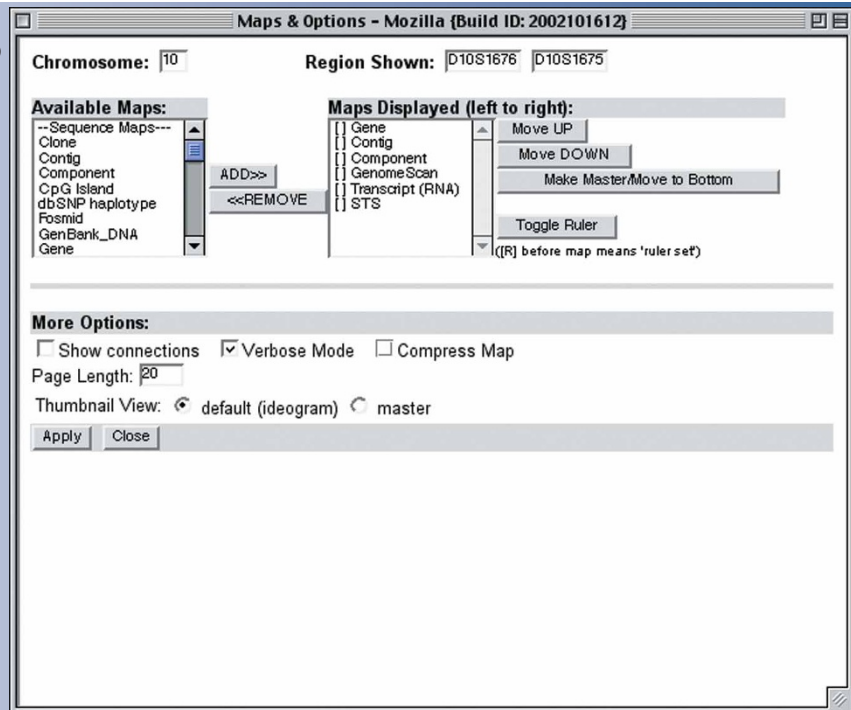 Maps & Options - Mozilla {Build ID: 2002101612}
Chromosome: 10 Region Shown: D10S1676 D10S1675
Available Maps:
--Sequence Maps---
Clone
Contig
Component
CpG Island
dbSNP haplotype
Fosmid
GenBank_DNA
Gene
ADD>>
<<REMOVE
Maps Displayed (left to right):
[ ] Gene
[ ] Contig
[ ] Component
[ ] GenomeScan
[ ] Transcript (RNA)
[ ] STS
Move UP
Move DOWN
Make Master/Move to Bottom
Toggle Ruler
([R] before map means 'ruler set')
More Options:
Show connections Verbose Mode Compress Map
Page Length: 20
Thumbnail View: default (ideogram) master
Apply Close